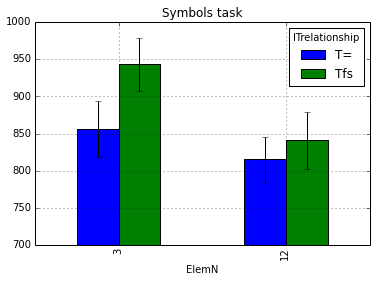 Symbols task
1000
950
900
850
800
750
700
ITrelationship
T=
Tfs
3
12
ElemN